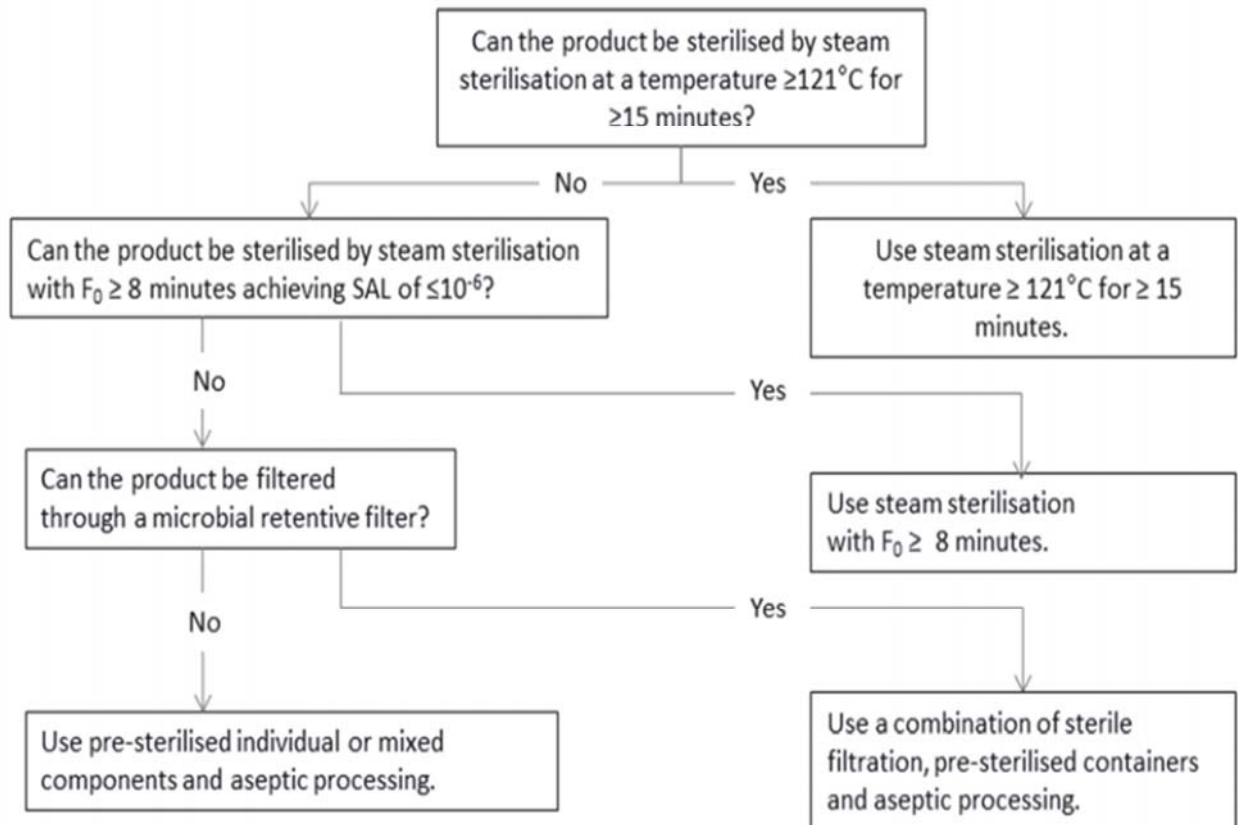 Can the product be sterilised by steam
sterilisation at a temperature ≥121°C for
≥15 minutes?
No
Yes
Can the product be sterilised by steam sterilisation
with F₀ ≥ 8 minutes achieving SAL of ≤10⁻⁶?
Use steam sterilisation at a
temperature ≥ 121°C for ≥ 15
minutes.
No
Yes
Can the product be filtered
through a microbial retentive filter?
Use steam sterilisation
with F₀ ≥ 8 minutes.
No
Yes
Use pre-sterilised individual or mixed
components and aseptic processing.
Use a combination of sterile
filtration, pre-sterilised containers
and aseptic processing.